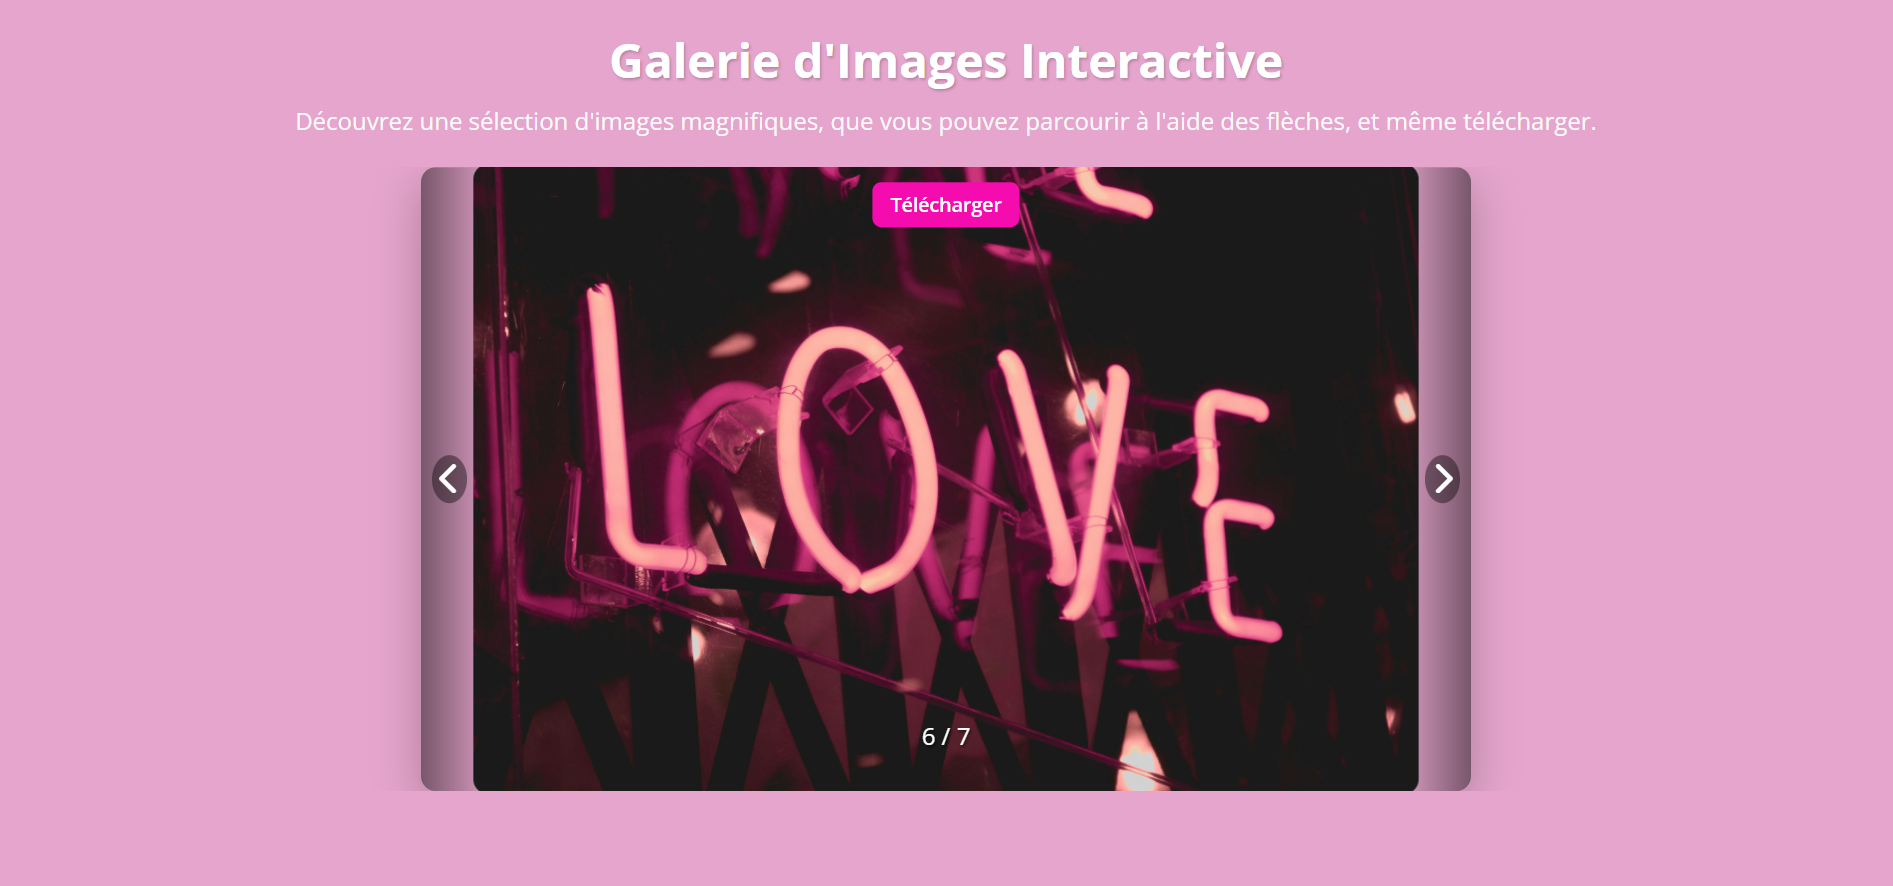 Galerie d'Images Interactive
Découvrez une sélection d'images magnifiques, que vous pouvez parcourir à l'aide des flèches, et même télécharger.
Télécharger
LOVE
6 / 7